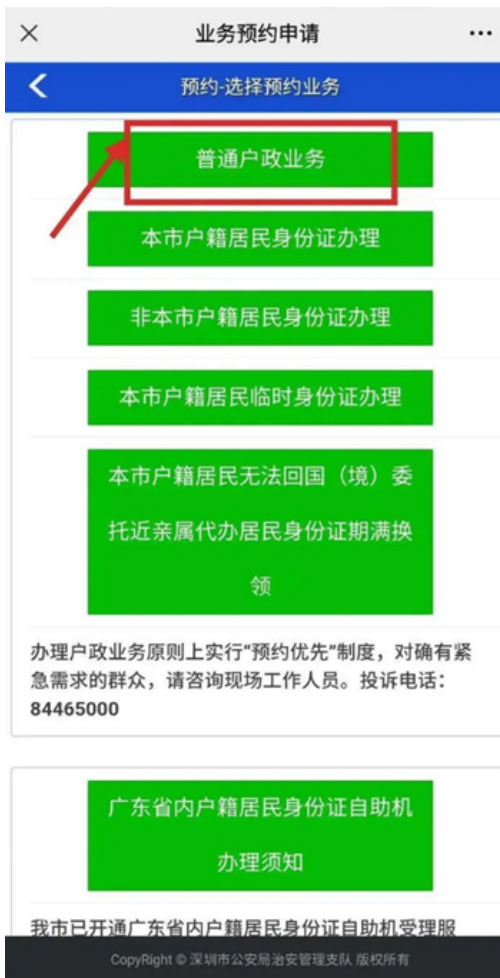 业务预约申请
预约-选择预约业务
普通户政业务
本市户籍居民身份证办理
非本市户籍居民身份证办理
本市户籍居民临时身份证办理
本市户籍居民无法回国（境）委
托近亲属代办居民身份证期满换
领
办理户政业务原则上实行“预约优先”制度，对确有紧
急需求的群众，请咨询现场工作人员。投诉电话：
84465000
广东省内户籍居民身份证自助机
办理须知
我市已开通广东省内户籍居民身份证自助机受理服
CopyRight © 深圳市公安局治安管理支队 版权所有